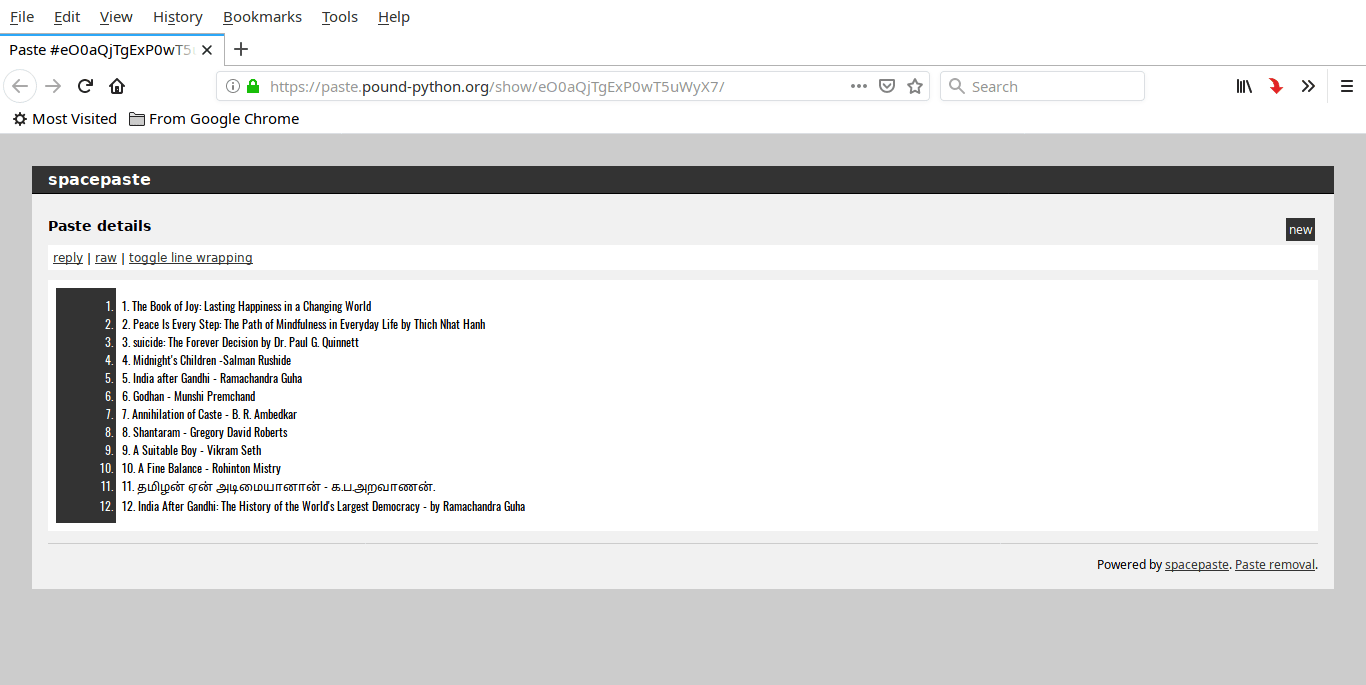 File Edit View History Bookmarks Tools Help
Paste #eO0aQjTgExP0wT5
https://paste.pound-python.org/show/eO0aQjTgExP0wT5uWyX7/ Search
Most Visited From Google Chrome
spacepaste
Paste details
new
reply | raw | toggle line wrapping
1. 1. The Book of Joy: Lasting Happiness in a Changing World
2. 2. Peace Is Every Step: The Path of Mindfulness in Everyday Life by Thich Nhat Hanh
3. 3. suicide: The Forever Decision by Dr. Paul G. Quinnett
4. 4. Midnight's Children -Salman Rushide
5. 5. India after Gandhi - Ramachandra Guha
6. 6. Godhan - Munshi Premchand
7. 7. Annihilation of Caste - B. R. Ambedkar
8. 8. Shantaram - Gregory David Roberts
9. 9. A Suitable Boy - Vikram Seth
10. 10. A Fine Balance - Rohinton Mistry
11. 11. தமிழன் ஏன் அடிமையானான் - க.ப.அறவாணன்.
12. 12. India After Gandhi: The History of the World's Largest Democracy - by Ramachandra Guha
Powered by spacepaste. Paste removal.